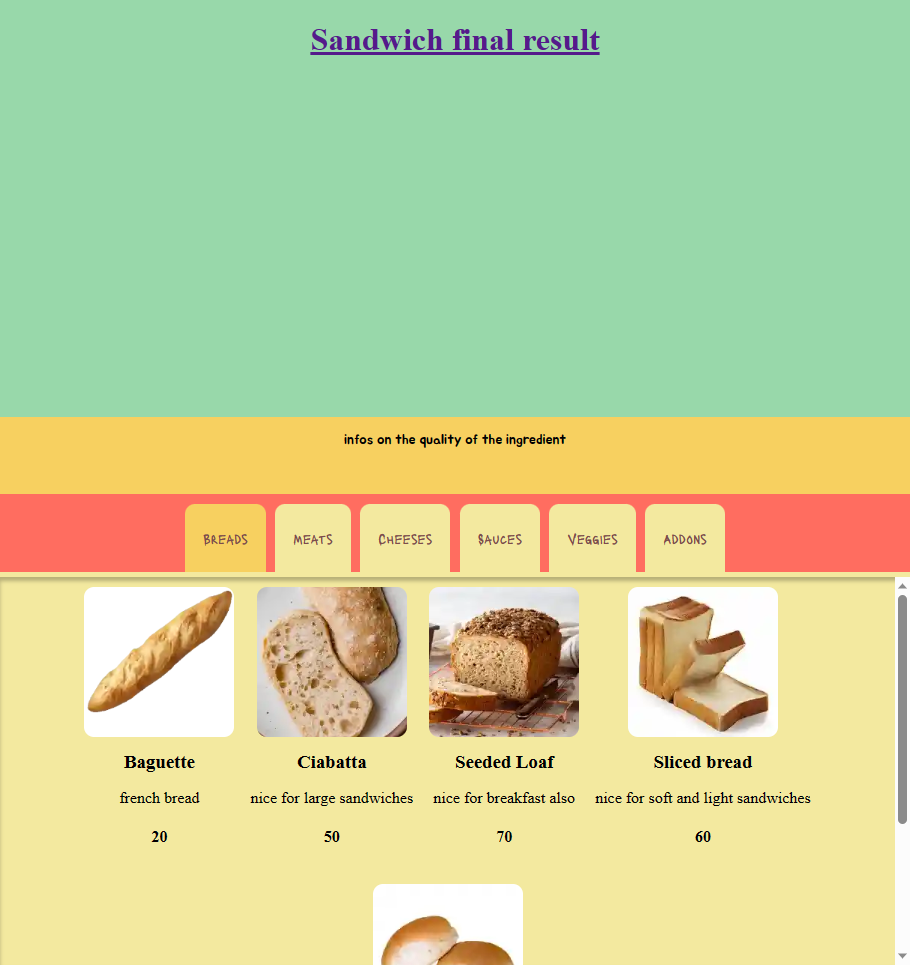 Sandwich final result
infos on the quality of the ingredient
BREADS MEATS CHEESES SAUCES VEGGIES ADDONS
Baguette Ciabatta Seeded Loaf Sliced bread
french bread nice for large sandwiches nice for breakfast also nice for soft and light sandwiches
20 50 70 60